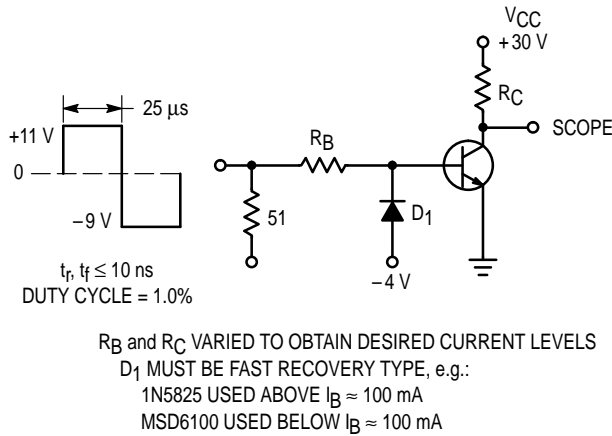 V_CC
+30 V
R_C
SCOPE
25 μs
+11 V
R_B
0
51
D_1
–9 V
–4 V
t_r, t_f ≤ 10 ns
DUTY CYCLE = 1.0%
R_B and R_C VARIED TO OBTAIN DESIRED CURRENT LEVELS
D_1 MUST BE FAST RECOVERY TYPE, e.g.:
1N5825 USED ABOVE I_B ≈ 100 mA
MSD6100 USED BELOW I_B ≈ 100 mA